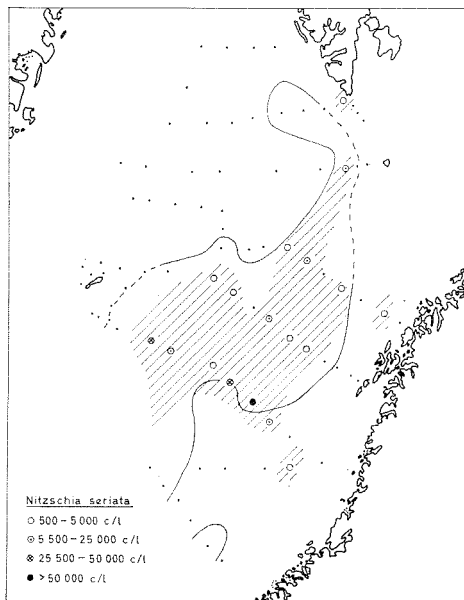 Nitzschia seriata
○ 500 – 5 000 c/l
⊙ 5 500 – 25 000 c/l
⊗ 25 500 – 50 000 c/l
● > 50 000 c/l